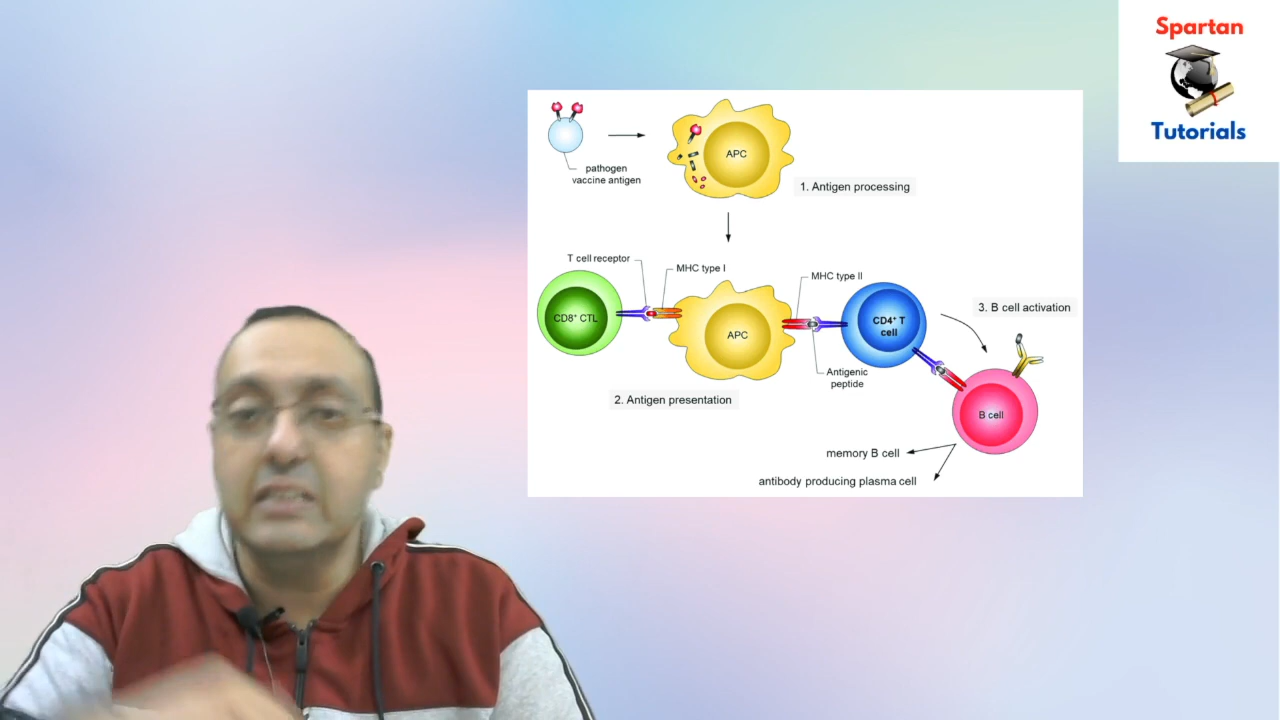 Spartan
Tutorials
pathogen
vaccine antigen
APC
1. Antigen processing
T cell receptor
MHC type I
MHC type II
CD8⁺ CTL
APC
CD4⁺ T
cell
3. B cell activation
Antigenic
peptide
2. Antigen presentation
B cell
memory B cell
antibody producing plasma cell